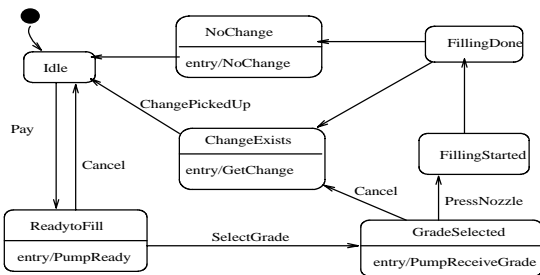 NoChange
entry/NoChange
FillingDone
Idle
ChangePickedUp
Pay
ChangeExists
entry/GetChange
FillingStarted
Cancel
Cancel
PressNozzle
ReadytoFill
entry/PumpReady
SelectGrade
GradeSelected
entry/PumpReceiveGrade